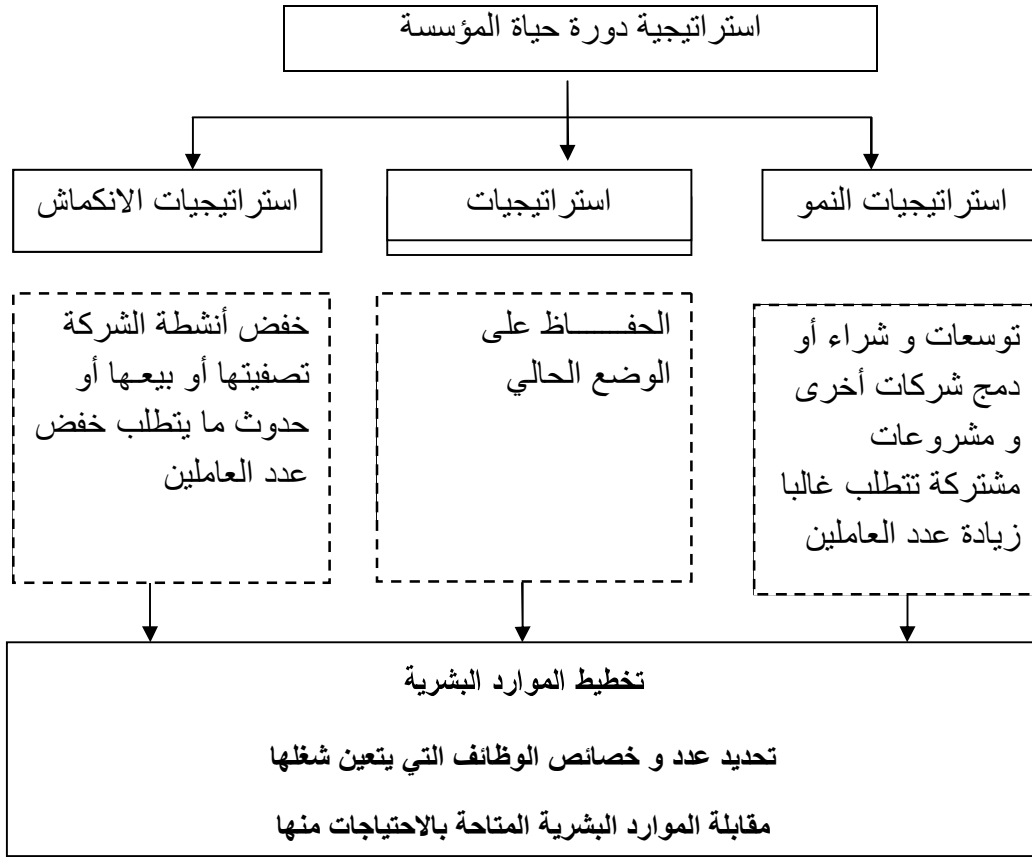 استراتيجية دورة حياة المؤسسة
استراتيجيات النمو
استراتيجيات
استراتيجيات الانكماش
توسعات و شراء أو
دمج شركات أخرى
و مشروعات
مشتركة تتطلب غالبا
زيادة عدد العاملين
الحفـــــاظ على
الوضع الحالي
خفض أنشطة الشركة
تصفيتها أو بيعـها أو
حدوث ما يتطلب خفض
عدد العاملين
تخطيط الموارد البشرية
تحديد عدد و خصائص الوظائف التي يتعين شغلها
مقابلة الموارد البشرية المتاحة بالاحتياجات منها